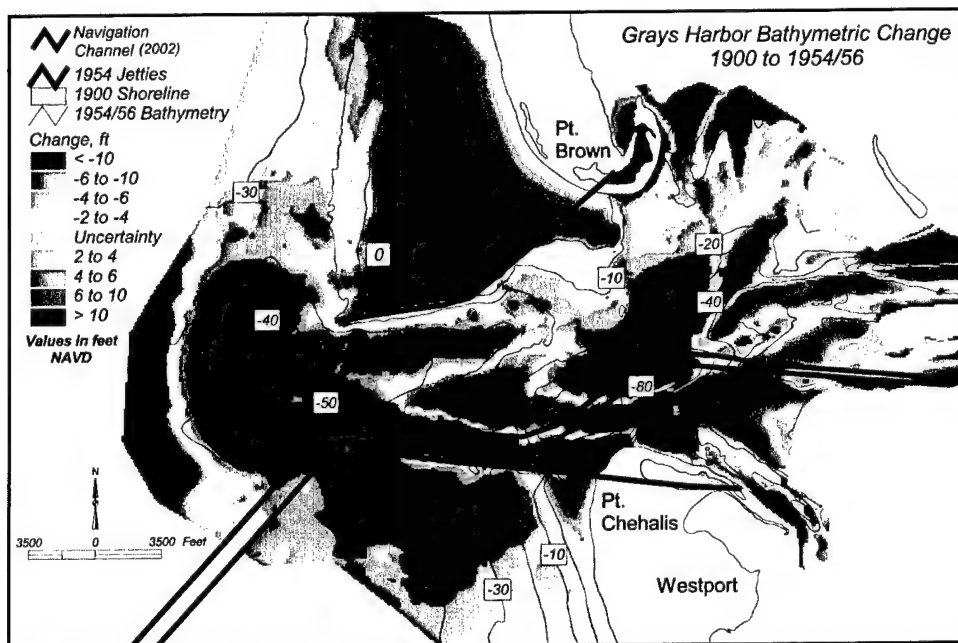 Grays Harbor Bathymetric Change
1900 to 1954/56
Navigation
Channel (2002)
1954 Jetties
1900 Shoreline
1954/56 Bathymetry
Change, ft
< -10
-6 to -10
-4 to -6
-2 to -4
Uncertainty
2 to 4
4 to 6
6 to 10
> 10
Values in feet
NAVD
Pt.
Brown
-30
0
-20
-10
-40
-40
-80
-50
N
3500 0 3500 Feet
Pt.
Chehalis
-10
-30
Westport